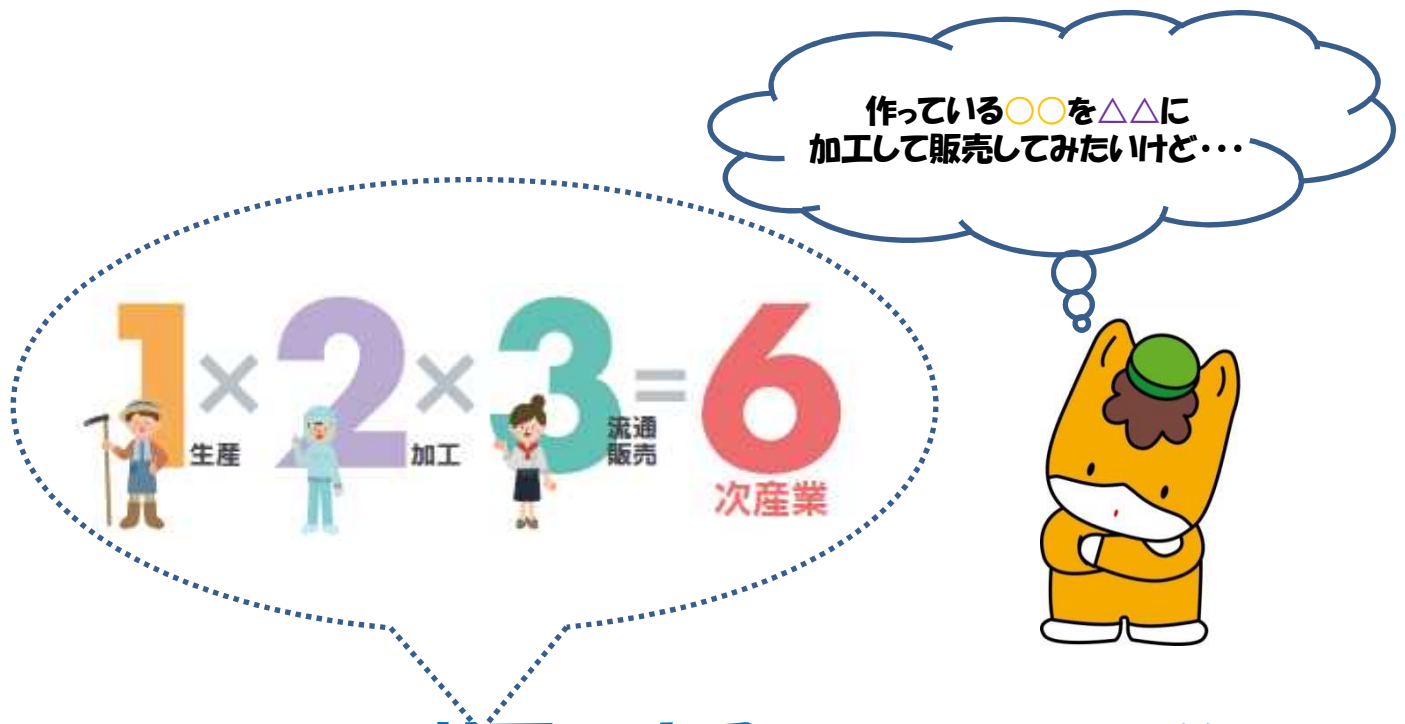 作っている○○を△△に
加工して販売してみたいけど・・・
1×2×3=6
生産
加工
流通
販売
次産業